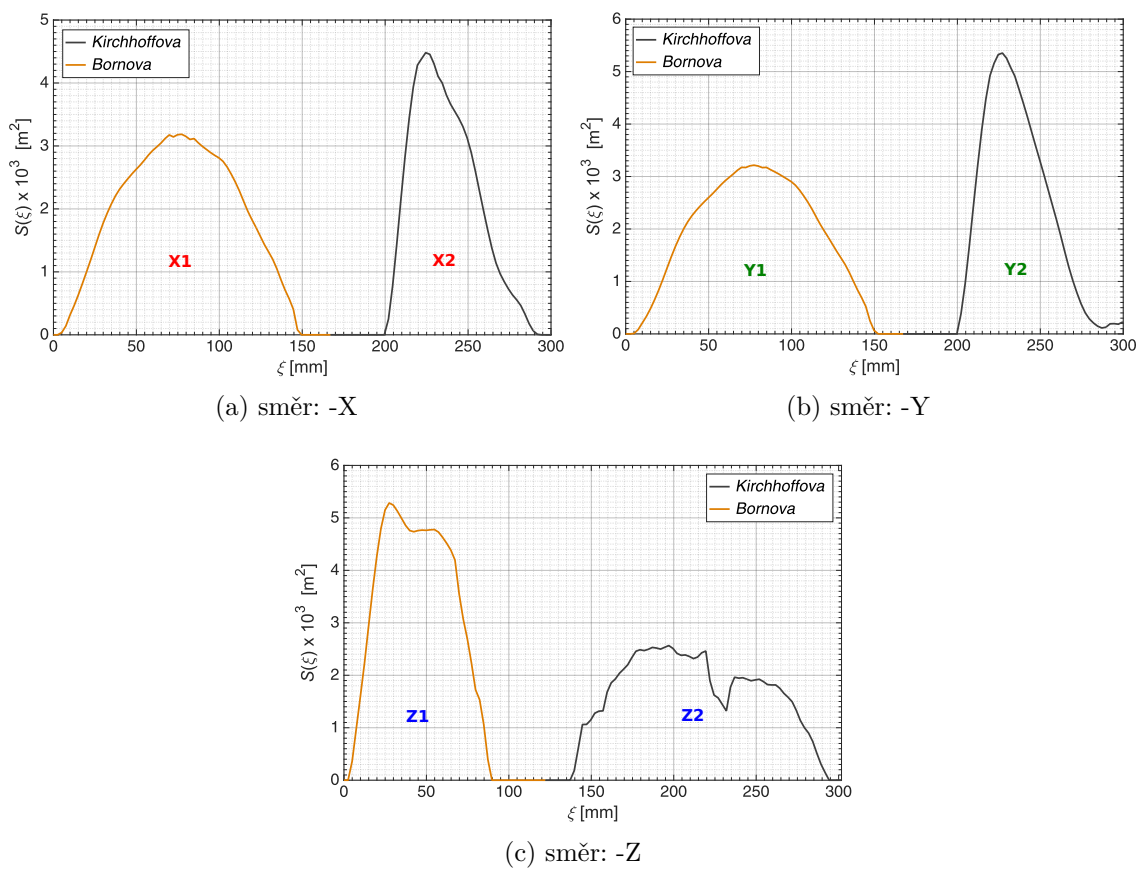 5
4
3
2
1
0
S(ξ) x 10³ [m²]
Kirchhoffova
Bornova
X1
X2
0 50 100 150 200 250 300
ξ [mm]
(a) směr: -X
6
5
4
3
2
1
0
S(ξ) x 10³ [m²]
Kirchhoffova
Bornova
Y1
Y2
0 50 100 150 200 250 300
ξ [mm]
(b) směr: -Y
6
5
4
3
2
1
0
S(ξ) x 10³ [m²]
Kirchhoffova
Bornova
Z1
Z2
0 50 100 150 200 250 300
ξ [mm]
(c) směr: -Z